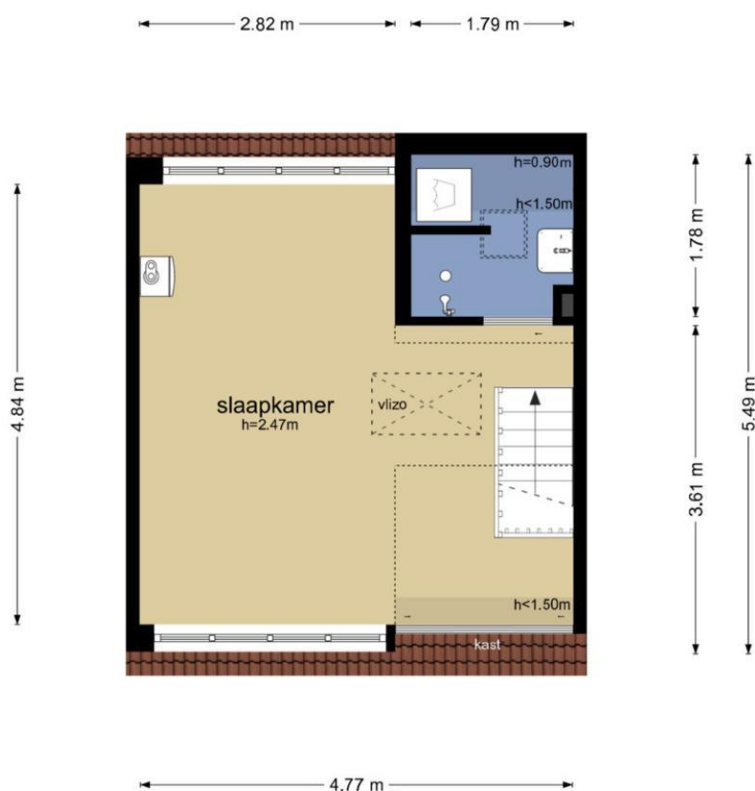 2.82 m
1.79 m
h=0.90m
h<1.50m
1.78 m
4.84 m
slaapkamer
h=2.47m
vlizo
5.49 m
3.61 m
h<1.50m
kast
4.77 m